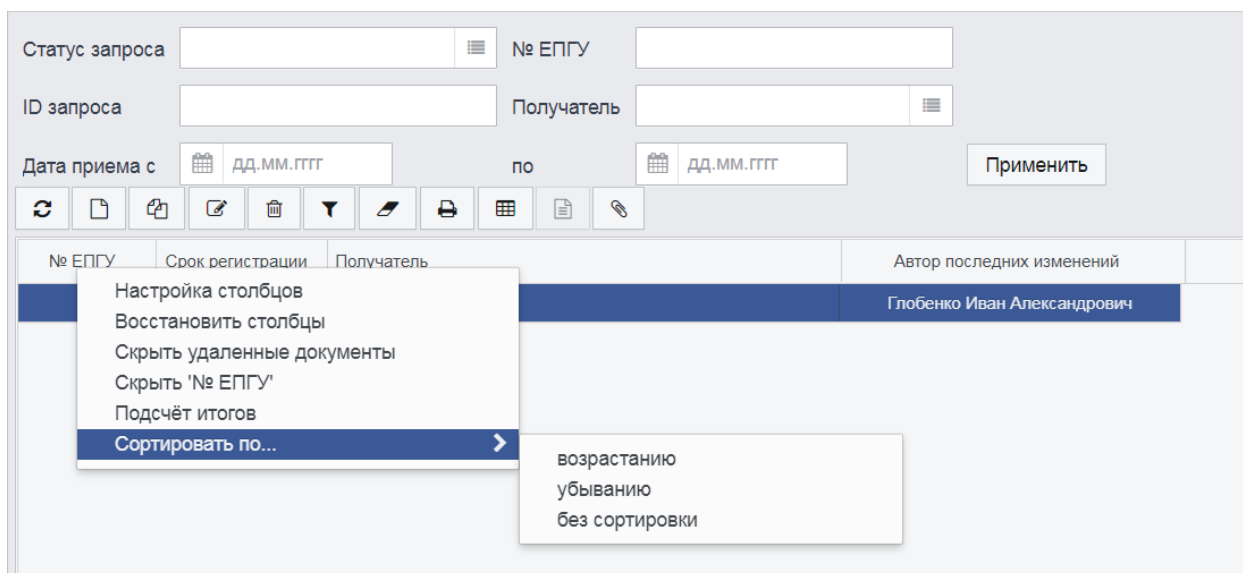 Статус запроса № ЕПГУ
ID запроса Получатель
Дата приема с дд.мм.гггг по дд.мм.гггг Применить
№ ЕПГУ Срок регистрации Получатель Автор последних изменений
Глобенко Иван Александрович
Настройка столбцов
Восстановить столбцы
Скрыть удаленные документы
Скрыть '№ ЕПГУ'
Подсчёт итогов
Сортировать по...
возрастанию
убыванию
без сортировки